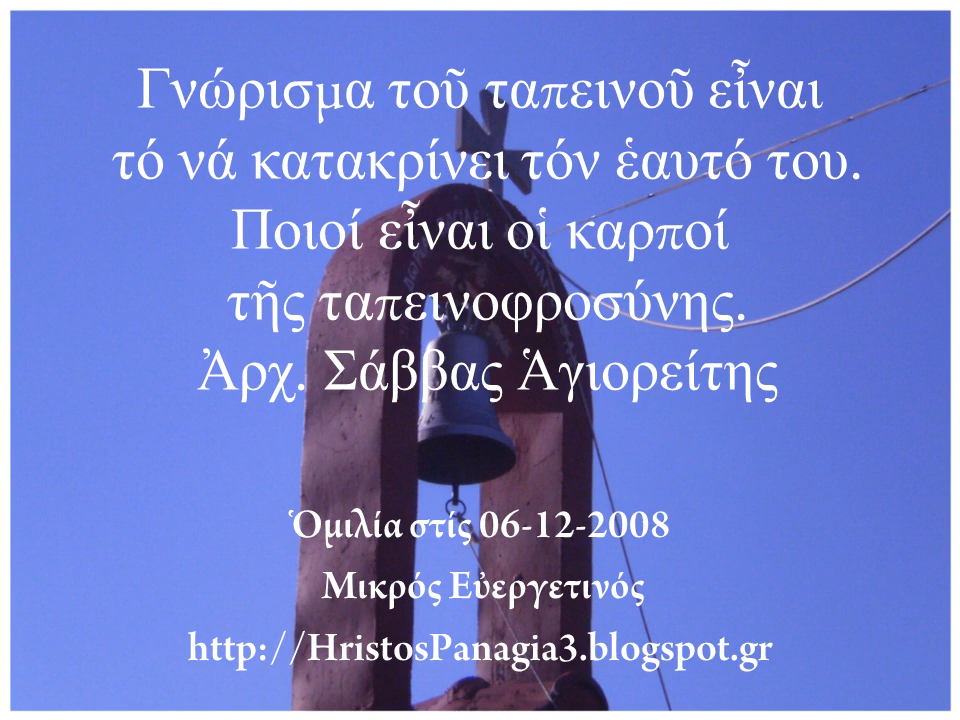 Γνώρισμα τοῦ ταπεινοῦ εἶναι
τό νά κατακρίνει τόν ἑαυτό του.
Ποιοί εἶναι οἱ καρποί
τῆς ταπεινοφροσύνης.
Ἀρχ. Σάββας Ἁγιορείτης
Ὁμιλία στίς 06-12-2008
Μικρός Εὐεργετινός
http://HristosPanagia3.blogspot.gr